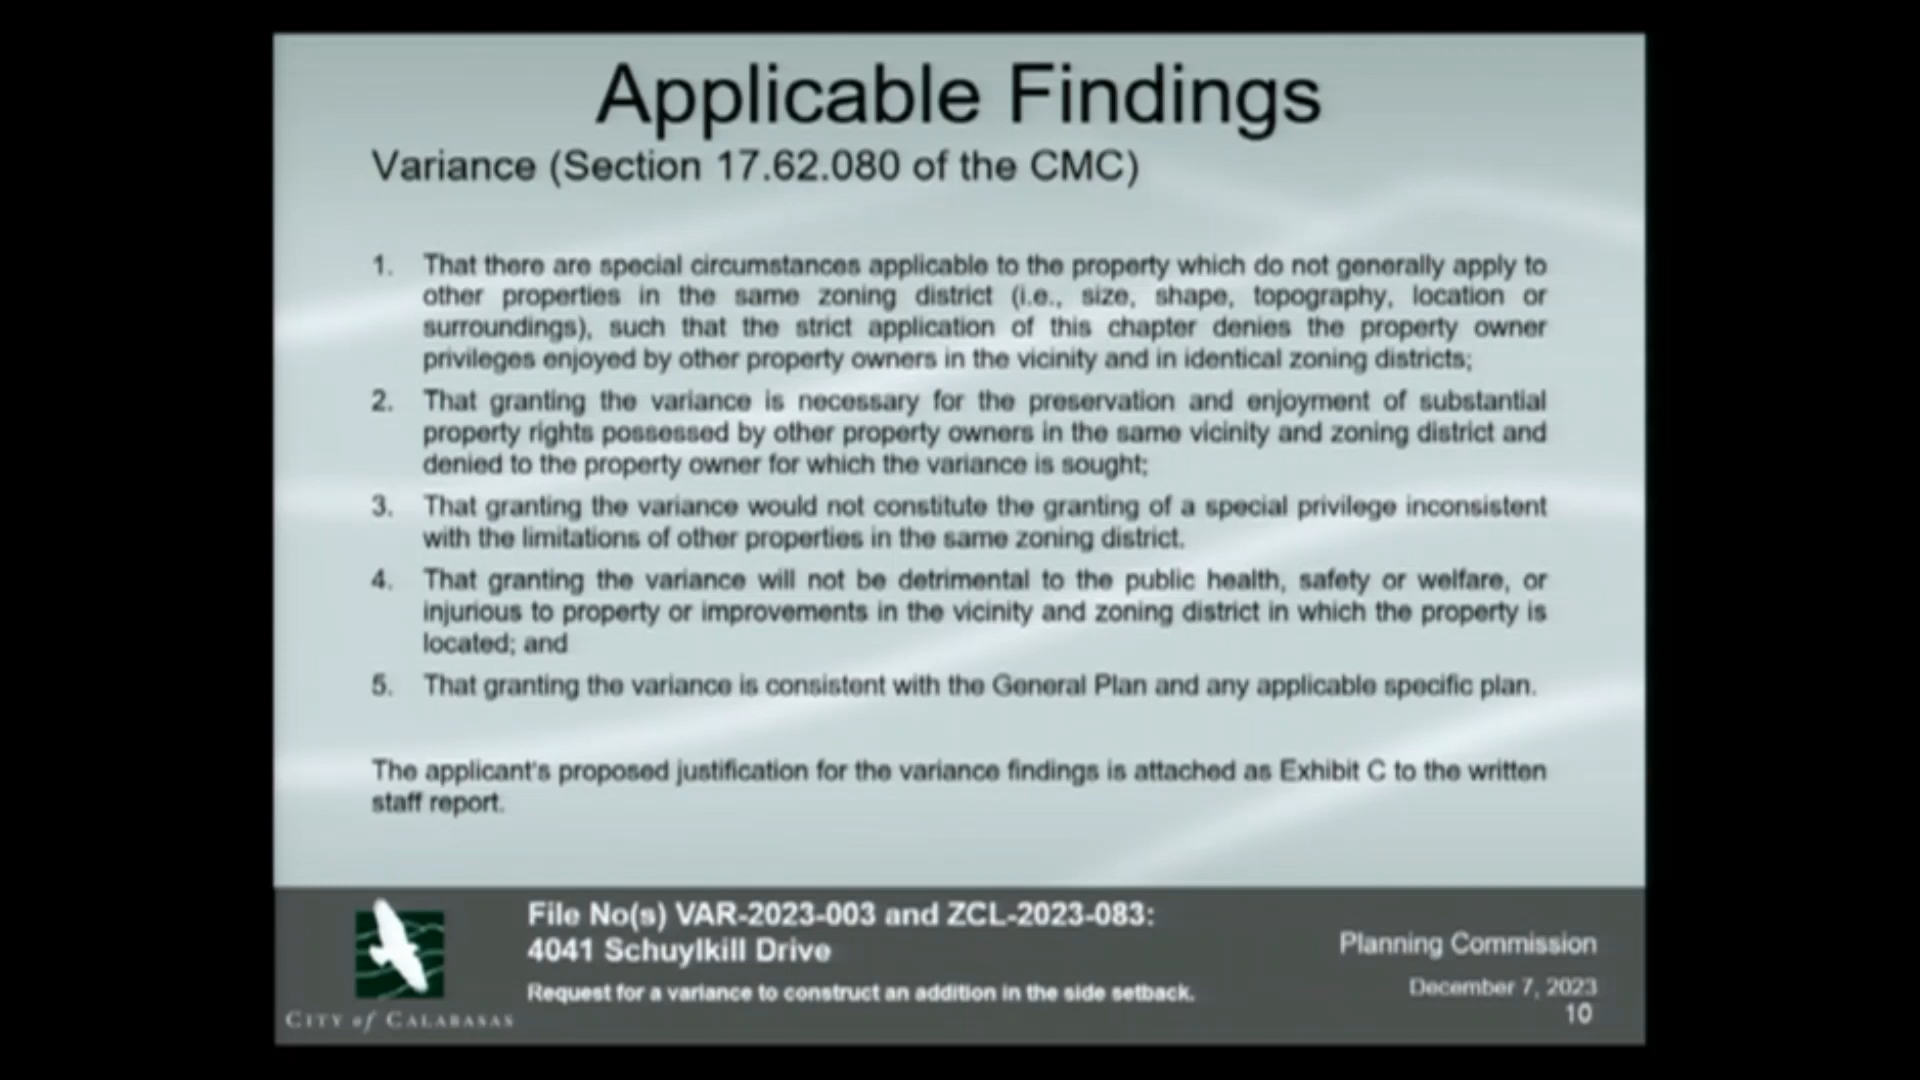 Applicable Findings
Variance (Section 17.62.080 of the CMC)
1. That there are special circumstances applicable to the property which do not generally apply to
other properties in the same zoning district (i.e., size, shape, topography, location or
surroundings), such that the strict application of this chapter denies the property owner
privileges enjoyed by other property owners in the vicinity and in identical zoning districts;
2. That granting the variance is necessary for the preservation and enjoyment of substantial
property rights possessed by other property owners in the same vicinity and zoning district and
denied to the property owner for which the variance is sought;
3. That granting the variance would not constitute the granting of a special privilege inconsistent
with the limitations of other properties in the same zoning district.
4. That granting the variance will not be detrimental to the public health, safety or welfare, or
injurious to property or improvements in the vicinity and zoning district in which the property is
located; and
5. That granting the variance is consistent with the General Plan and any applicable specific plan.
The applicant's proposed justification for the variance findings is attached as Exhibit C to the written
staff report.
File No(s) VAR-2023-003 and ZCL-2023-083:
4041 Schuylkill Drive
Request for a variance to construct an addition in the side setback.
CITY of CALABASAS
Planning Commission
December 7, 2023
10